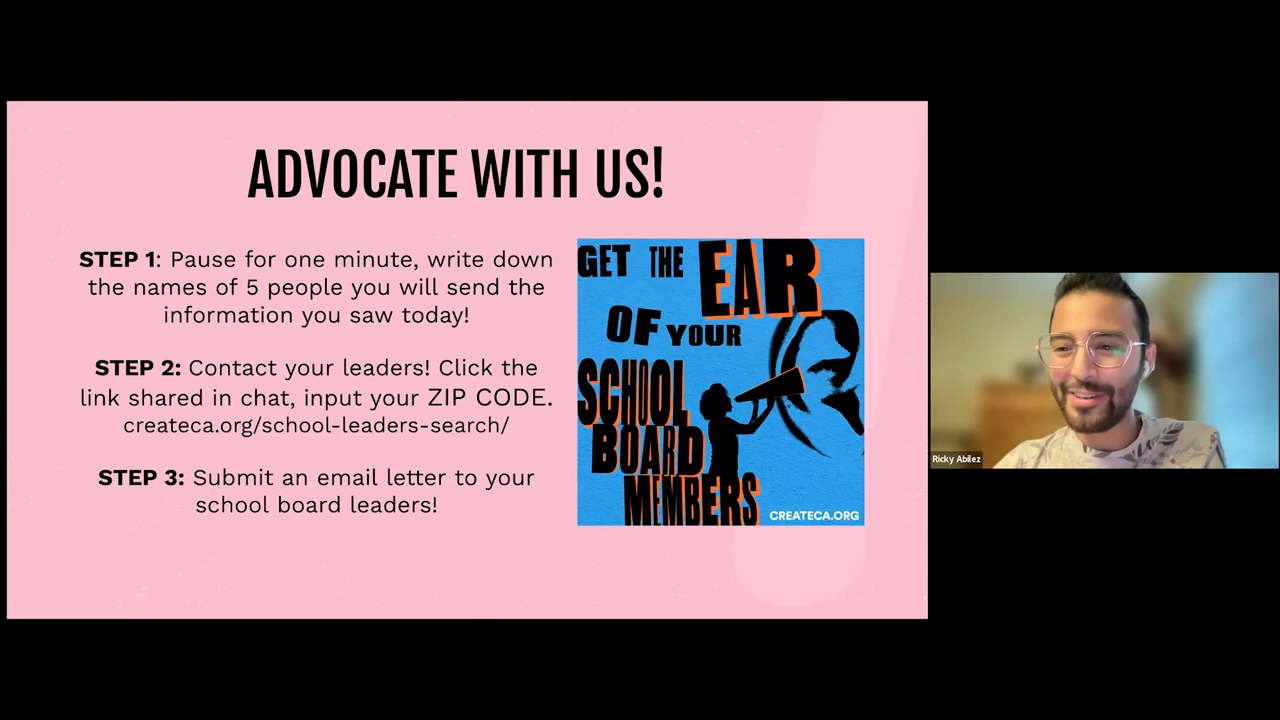 ADVOCATE WITH US!
STEP 1: Pause for one minute, write down
the names of 5 people you will send the
information you saw today!
STEP 2: Contact your leaders! Click the
link shared in chat, input your ZIP CODE.
createca.org/school-leaders-search/
STEP 3: Submit an email letter to your
school board leaders!
GET THE EAR
OF YOUR
SCHOOL
BOARD
MEMBERS
CREATECA.ORG
Ricky Abilez